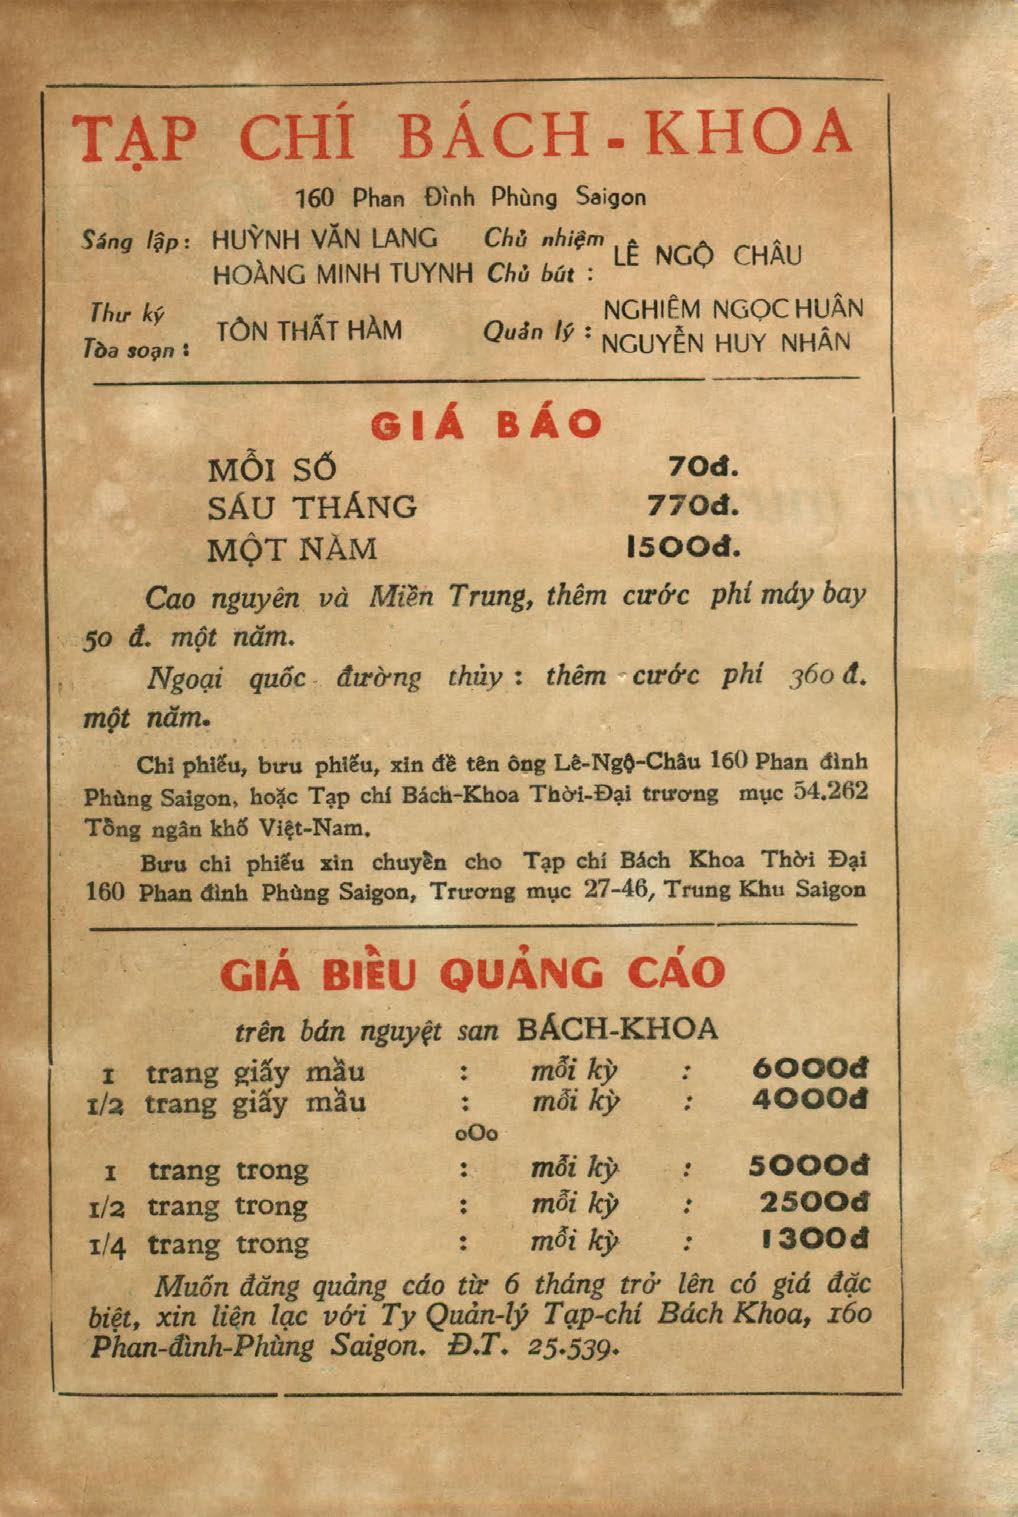 TẠP CHÍ BÁCH-KHOA
160 Phan Đình Phùng Saigon
Sáng lập: HUỲNH VĂN LANG Chủ nhiệm LÊ NGỘ CHÂU
HOÀNG MINH TUYNH Chủ bút :
Thư ký TÔN THẤT HÀM Quản lý : NGHIÊM NGỌC HUÂN
Tòa soạn : NGUYỄN HUY NHÂN
GIÁ BÁO
MỖI SỐ 70đ.
SÁU THÁNG 770đ.
MỘT NĂM 1500đ.
Cao nguyên và Miền Trung, thêm cước phí máy bay
50 đ. một năm.
Ngoại quốc đường thủy : thêm cước phí 360 đ.
một năm.
Chi phiếu, bưu phiếu, xin đề tên ông Lê-Ngộ-Châu 160 Phan đình
Phùng Saigon, hoặc Tạp chí Bách-Khoa Thời-Đại trương mục 54.262
Tổng ngân khố Việt-Nam.
Bưu chi phiếu xin chuyền cho Tạp chí Bách Khoa Thời Đại
160 Phan đình Phùng Saigon, Trương mục 27-46, Trung Khu Saigon
GIÁ BIỀU QUẢNG CÁO
trên bán nguyệt san BÁCH-KHOA
1 trang giấy mầu : mỗi kỳ : 6000đ
1/2 trang giấy mầu : mỗi kỳ : 4000đ
oOo
1 trang trong : mỗi kỳ : 5000đ
1/2 trang trong : mỗi kỳ : 2500đ
1/4 trang trong : mỗi kỳ : 1300đ
Muốn đăng quảng cáo từ 6 tháng trở lên có giá đặc
biệt, xin liện lạc với Ty Quản-lý Tạp-chí Bách Khoa, 160
Phan-đình-Phùng Saigon. Đ.T. 25.539.